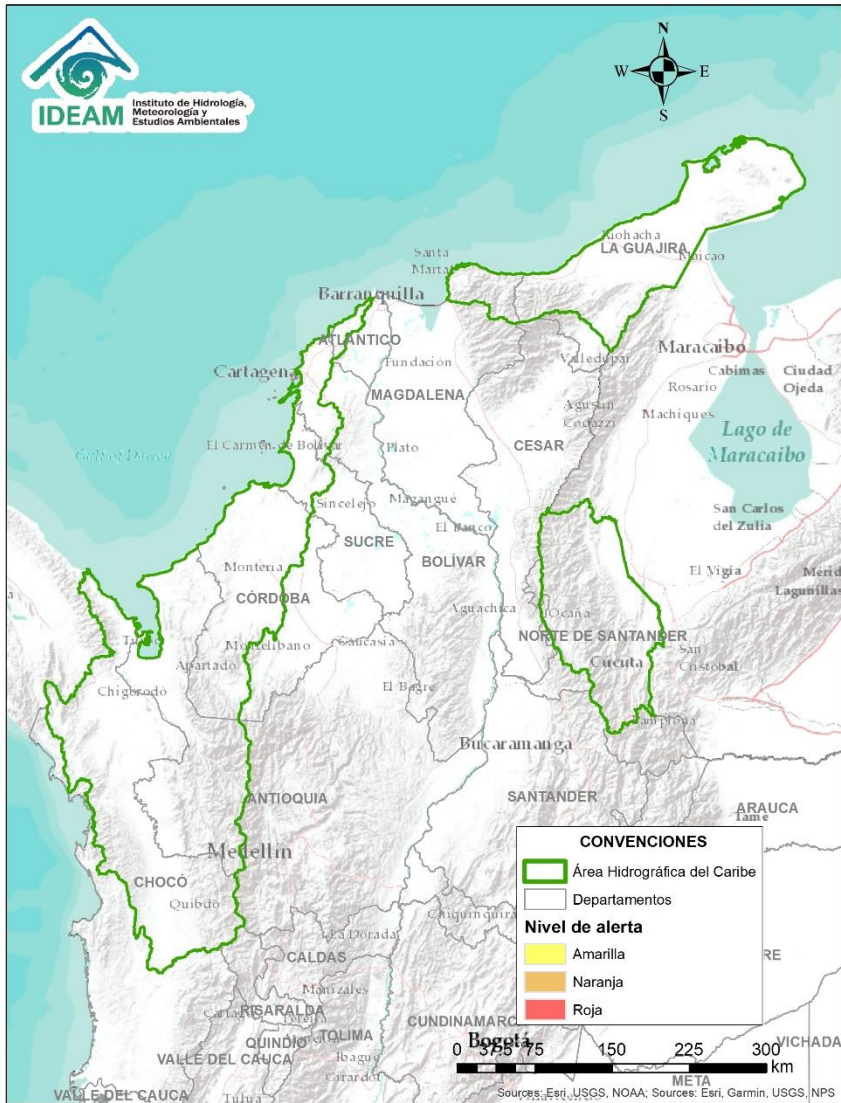 IDEAM
Instituto de Hidrología,
Meteorología y
Estudios Ambientales
N
W
E
S
Riohacha
LA GUAJIRA
Maicao
Santa
Marta
Barranquilla
ATLÁNTICO
Cartagena
Fundación
Valledupar
Maracaibo
Cabimas
Ciudad
Ojeda
Rosario
MAGDALENA
Agustín
Codazzi
Machiques
Lago de
Maracaibo
El Carmen de Bolívar
Plato
CESAR
Sincelejo
Magangué
El Banco
San Carlos
del Zulia
SUCRE
BOLÍVAR
Montería
El Vigía
Lagunillas
CÓRDOBA
Aguachica
Ocaña
NORTE DE SANTANDER
Montelíbano
Caucasia
Cúcuta
San
Cristobal
Apartado
Chigorodó
El Bagre
Pamplona
Bucaramanga
ANTIOQUIA
SANTANDER
ARAUCA
Tame
Medellín
CHOCÓ
Quibdó
La Dorada
CALDAS
Manizales
RISARALDA
QUINDÍO
TOLIMA
Ibagué
Girardot
VALLE DEL CAUCA
VALLE DEL CAUCA
Tuluá
Bogotá
VICHADA
META
CONVENCIONES
Área Hidrográfica del Caribe
Departamentos
Nivel de alerta
Amarilla
Naranja
Roja
0 37.5 75 150 225 300
km
Sources: Esri, USGS, NOAA; Sources: Esri, Garmin, USGS, NPS